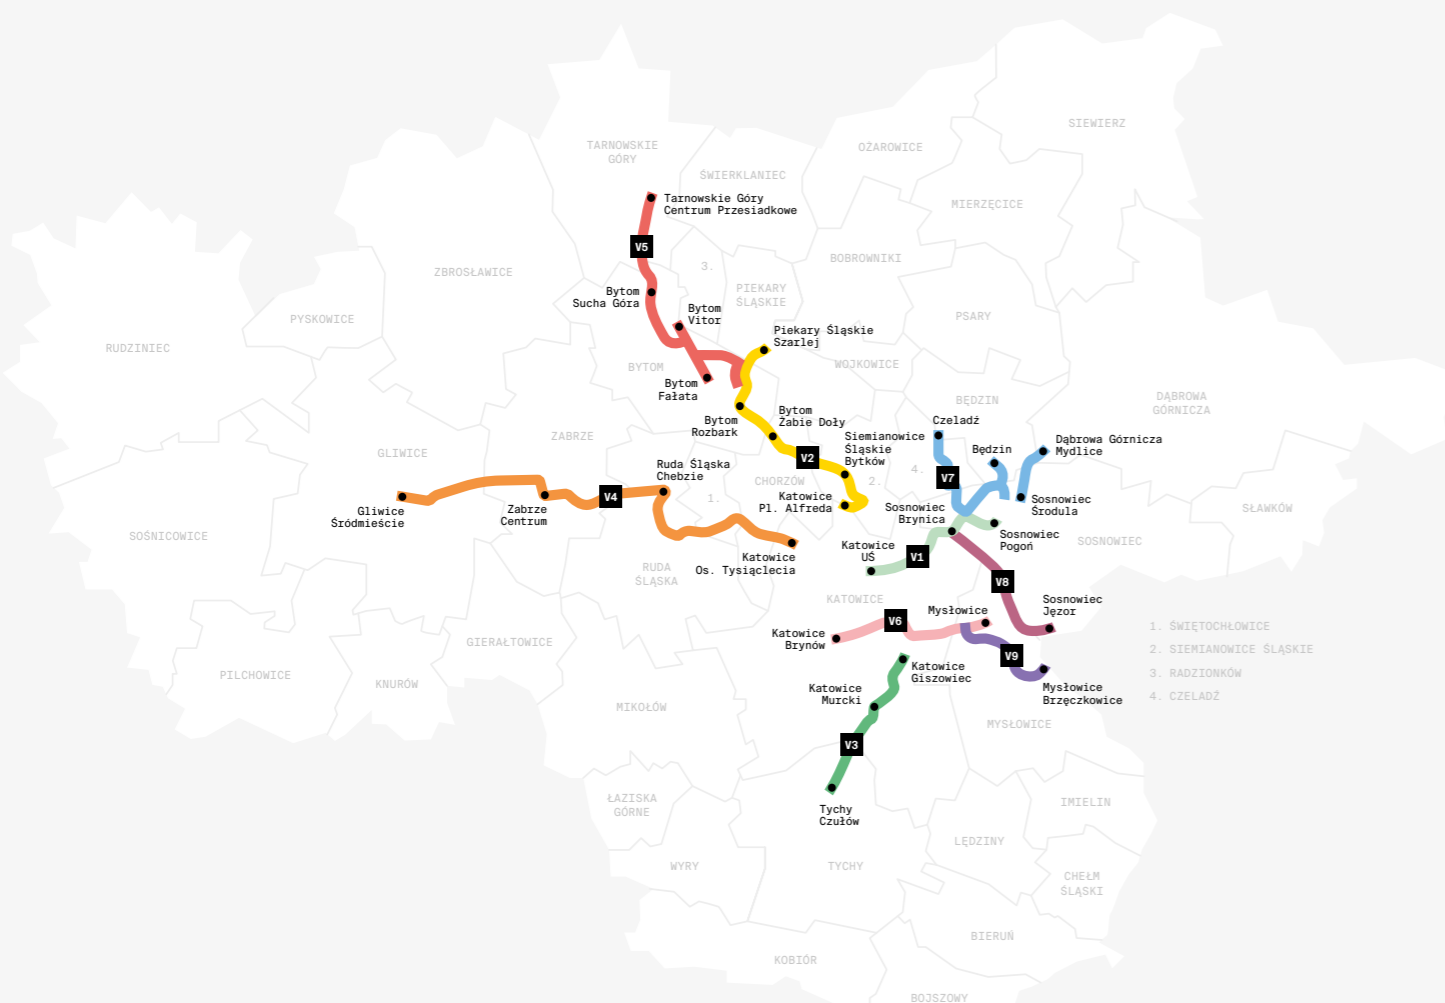 SIEWIERZ
TARNOWSKIE
GÓRY
OŻAROWICE
ŚWIERKLANIEC
Tarnowskie Góry
Centrum Przesiadkowe
MIERZĘCICE
V5
BOBROWNIKI
3.
ZBROSŁAWICE
PIEKARY
ŚLĄSKIE
Bytom
Sucha Góra
Bytom
Vitor
PYSKOWICE
PSARY
Piekary Śląskie
Szarlej
RUDZINIEC
BYTOM
WOJKOWICE
Bytom
Fałata
BĘDZIN
DĄBROWA
GÓRNICZA
Bytom
Rozbark
Bytom
Żabie Doły
Czeladź
ZABRZE
Siemianowice
Śląskie
Bytków
Będzin
Dąbrowa Górnicza
Mydlice
GLIWICE
V2
Ruda Śląska
Chebzie
4.
V7
CHORZÓW
2.
V4
1.
Katowice
Pl. Alfreda
Sosnowiec
Środula
Gliwice
Śródmieście
Zabrze
Centrum
Sosnowiec
Brynica
SŁAWKÓW
SOŚNICOWICE
Sosnowiec
Pogoń
SOSNOWIEC
Katowice
UŚ
V1
Katowice
Os. Tysiąclecia
RUDA
ŚLĄSKA
V8
KATOWICE
Mysłowice
Sosnowiec
Jęzor
V6
1. ŚWIĘTOCHŁOWICE
2. SIEMIANOWICE ŚLĄSKIE
3. RADZIONKÓW
4. CZELADŹ
Katowice
Brynów
GIERAŁTOWICE
V9
Katowice
Giszowiec
PILCHOWICE
KNURÓW
Katowice
Murcki
Mysłowice
Brzęczkowice
MIKOŁÓW
MYSŁOWICE
V3
ŁAZISKA
GÓRNE
IMIELIN
Tychy
Czułów
LĘDZINY
WYRY
TYCHY
CHEŁM
ŚLĄSKI
BIERUŃ
KOBIÓR
BOJSZOWY